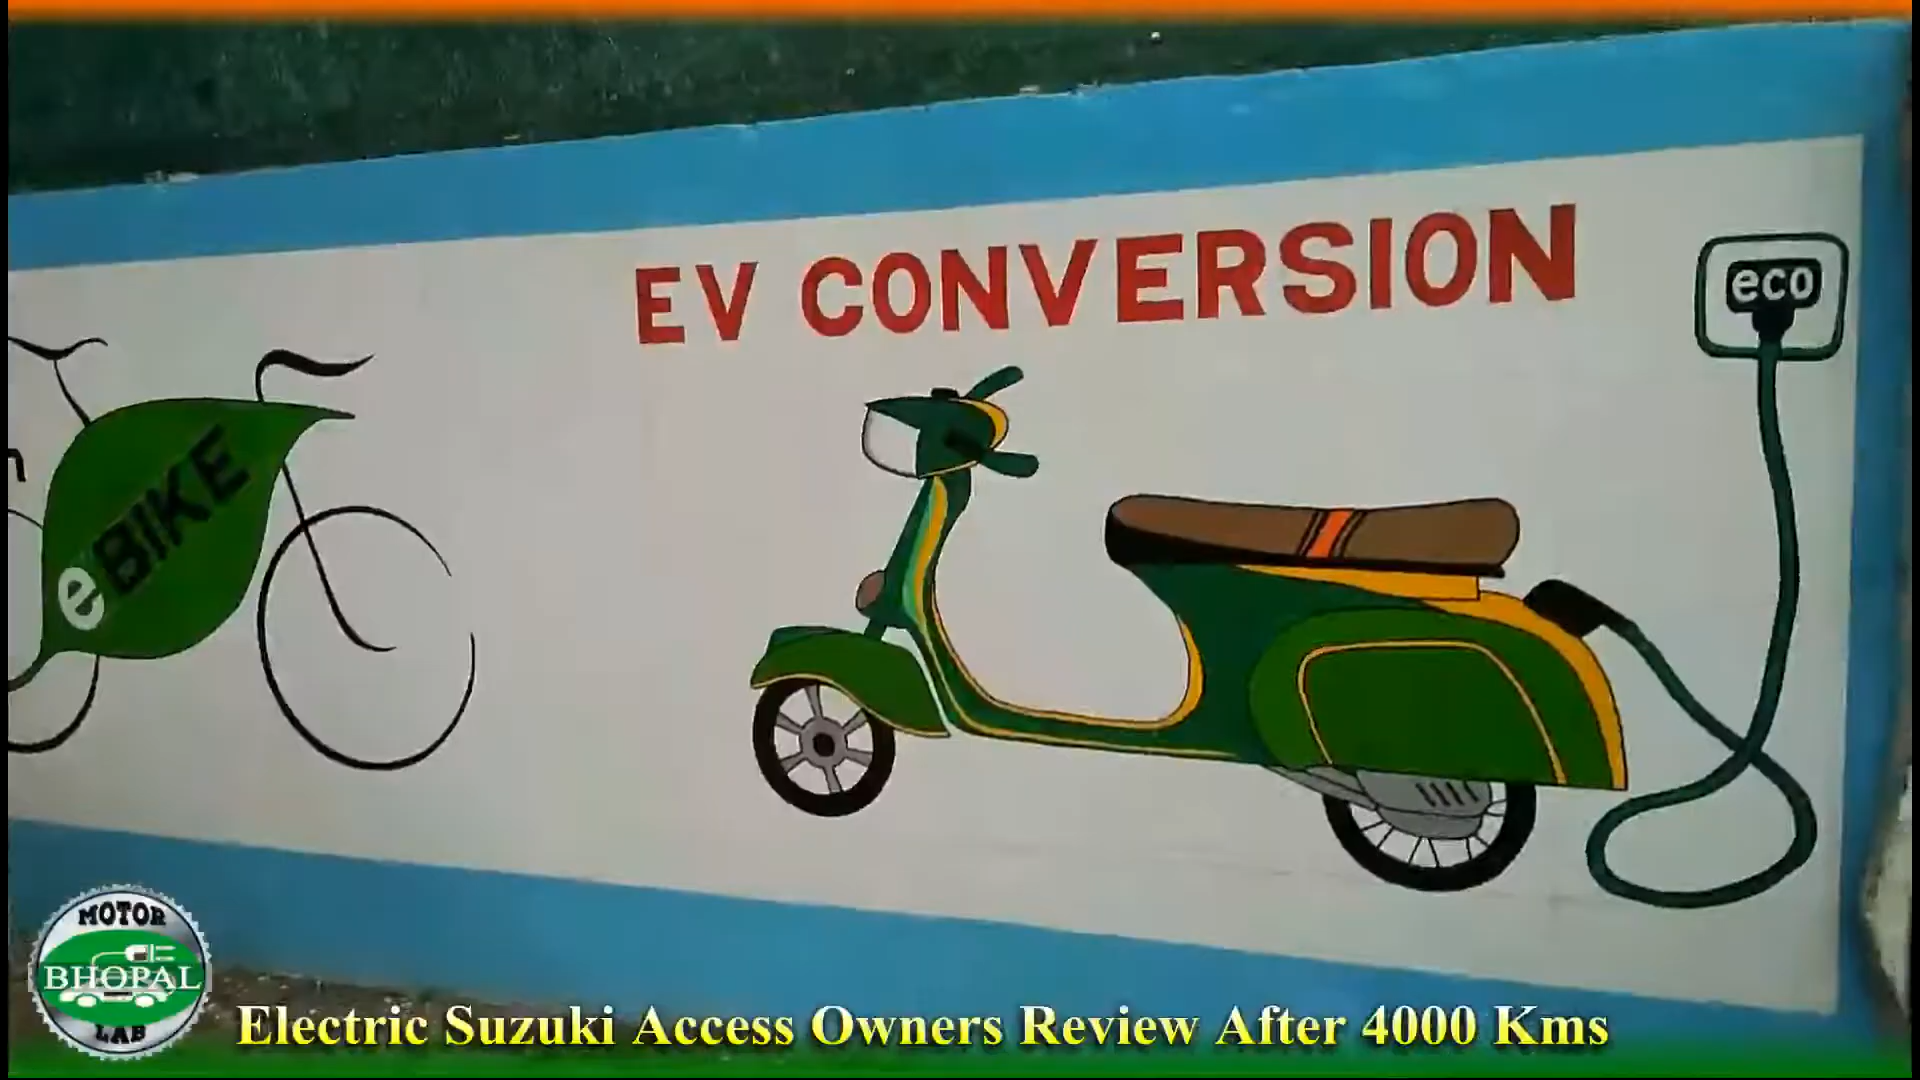 EV CONVERSION
eco
eBIKE
MOTOR
BHOPAL
LAB
Electric Suzuki Access Owners Review After 4000 Kms